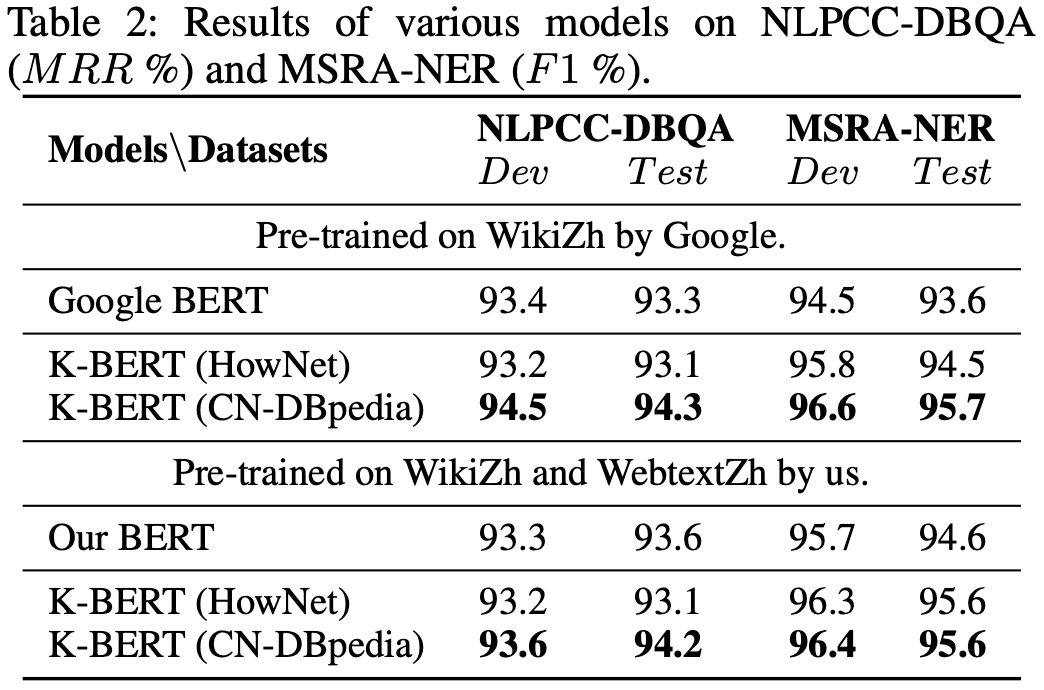 Table 2: Results of various models on NLPCC-DBQA
(MRR %) and MSRA-NER (F1 %).
Models\Datasets NLPCC-DBQA MSRA-NER
Dev Test Dev Test
Pre-trained on WikiZh by Google.
Google BERT 93.4 93.3 94.5 93.6
K-BERT (HowNet) 93.2 93.1 95.8 94.5
K-BERT (CN-DBpedia) 94.5 94.3 96.6 95.7
Pre-trained on WikiZh and WebtextZh by us.
Our BERT 93.3 93.6 95.7 94.6
K-BERT (HowNet) 93.2 93.1 96.3 95.6
K-BERT (CN-DBpedia) 93.6 94.2 96.4 95.6